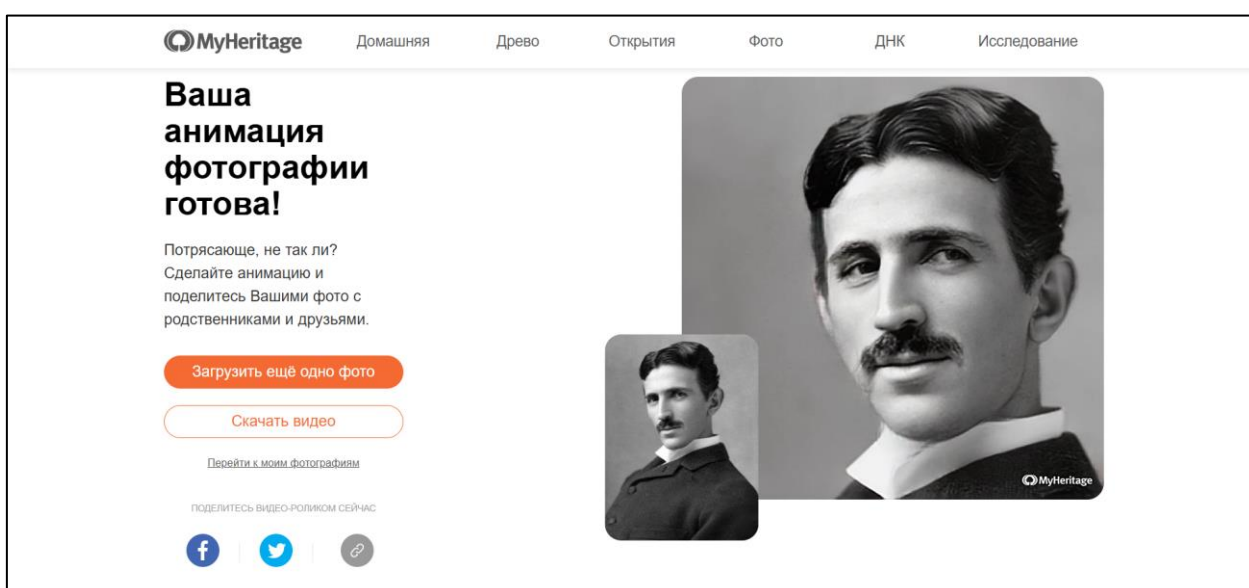 MyHeritage
Домашняя
Древо
Открытия
Фото
ДНК
Исследование
Ваша
анимация
фотографии
готова!
Потрясающе, не так ли?
Сделайте анимацию и
поделитесь Вашими фото с
родственниками и друзьями.
Загрузить ещё одно фото
Скачать видео
Перейти к моим фотографиям
ПОДЕЛИТЕСЬ ВИДЕО-РОЛИКОМ СЕЙЧАС
MyHeritage